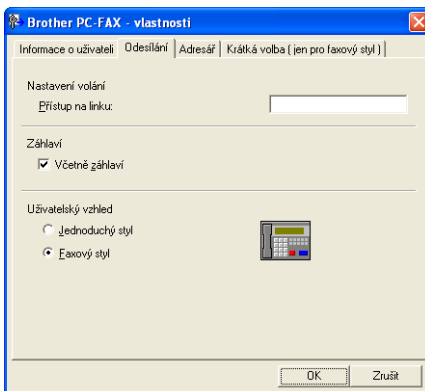 Brother PC-FAX - vlastnosti
Informace o uživateli Odesílání Adresář Krátká volba ( jen pro faxový styl )
Nastavení volání
Přístup na linku:
Záhlaví
Včetně záhlaví
Uživatelský vzhled
Jednoduchý styl
Faxový styl
OK Zrušit